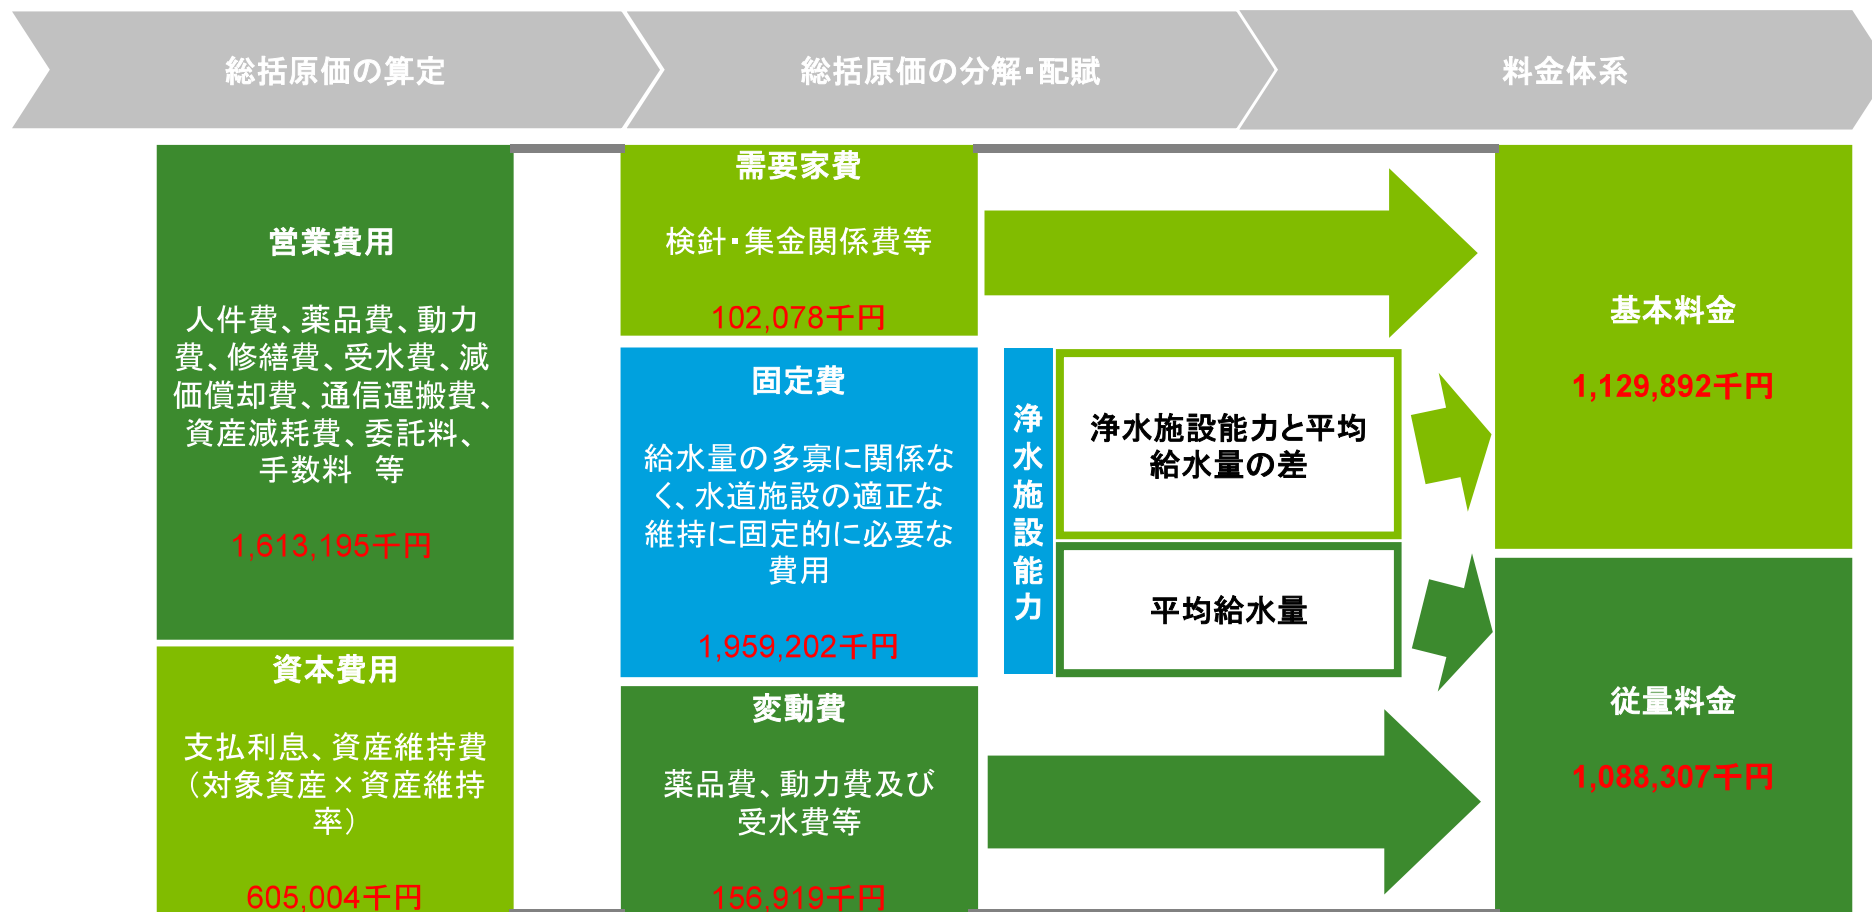 総括原価の算定
総括原価の分解・配賦
料金体系
営業費用
人件費、薬品費、動力
費、修繕費、受水費、減
価償却費、通信運搬費、
資産減耗費、委託料、
手数料　等
1,613,195千円
資本費用
支払利息、資産維持費
（対象資産×資産維持
率）
605,004千円
需要家費
検針・集金関係費等
102,078千円
固定費
給水量の多寡に関係な
く、水道施設の適正な
維持に固定的に必要な
費用
1,959,202千円
変動費
薬品費、動力費及び
受水費等
156,919千円
浄水施設能力
浄水施設能力と平均
給水量の差
平均給水量
基本料金
1,129,892千円
従量料金
1,088,307千円